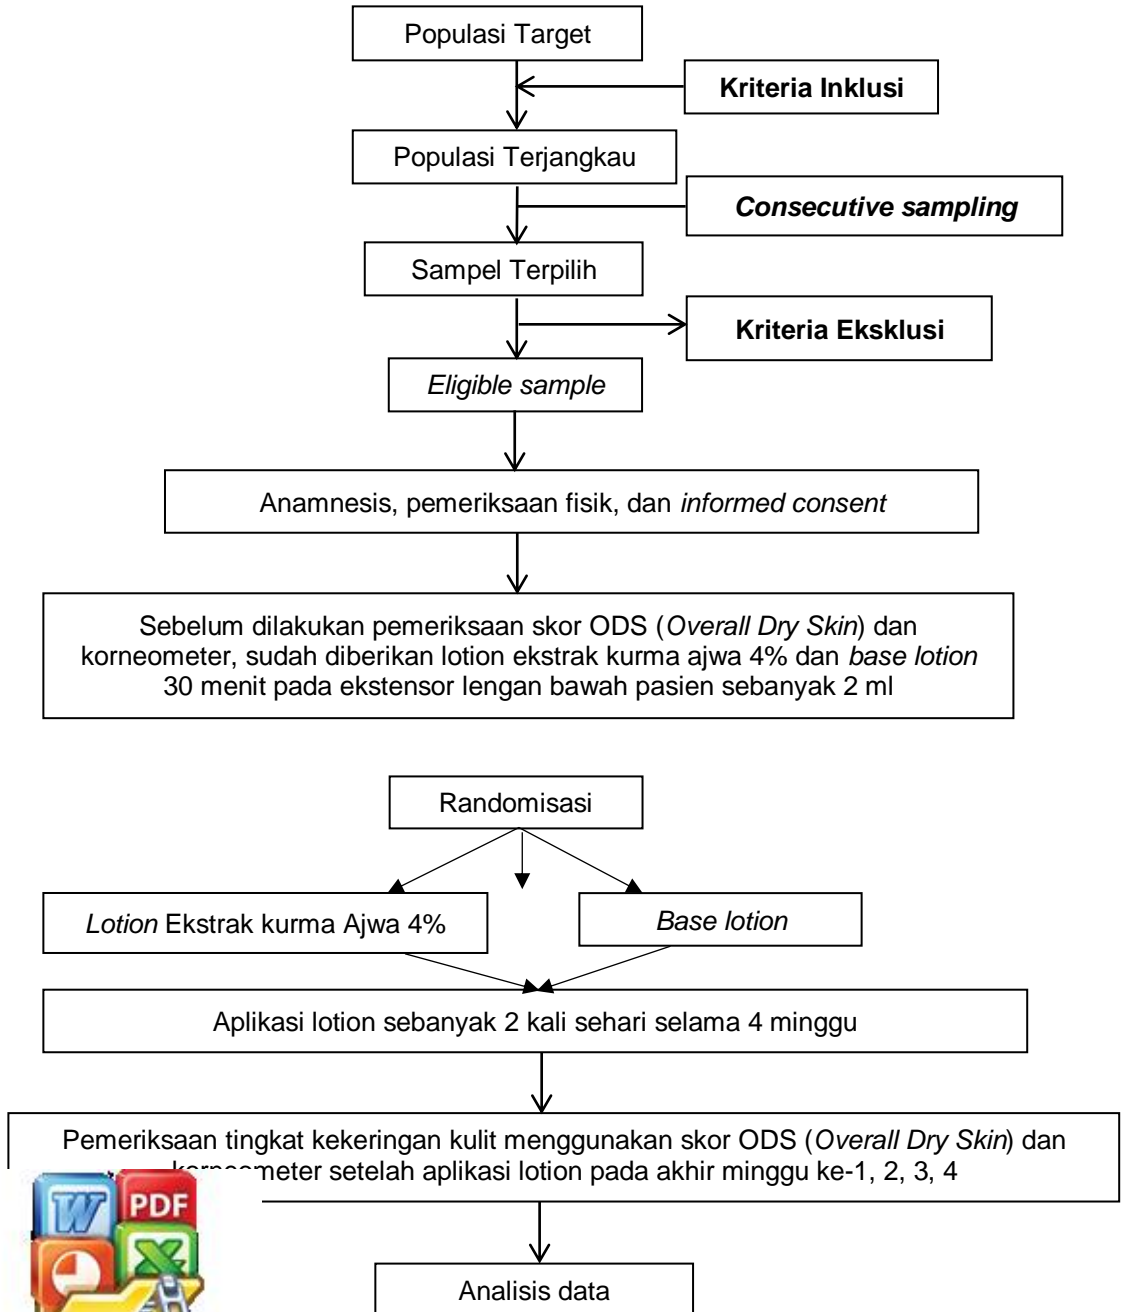 Populasi Target
Kriteria Inklusi
Populasi Terjangkau
Consecutive sampling
Sampel Terpilih
Kriteria Eksklusi
Eligible sample
Anamnesis, pemeriksaan fisik, dan informed consent
Sebelum dilakukan pemeriksaan skor ODS (Overall Dry Skin) dan
korneometer, sudah diberikan lotion ekstrak kurma ajwa 4% dan base lotion
30 menit pada ekstensor lengan bawah pasien sebanyak 2 ml
Randomisasi
Lotion Ekstrak kurma Ajwa 4%
Base lotion
Aplikasi lotion sebanyak 2 kali sehari selama 4 minggu
Pemeriksaan tingkat kekeringan kulit menggunakan skor ODS (Overall Dry Skin) dan
korneometer setelah aplikasi lotion pada akhir minggu ke-1, 2, 3, 4
W PDF
X
Analisis data